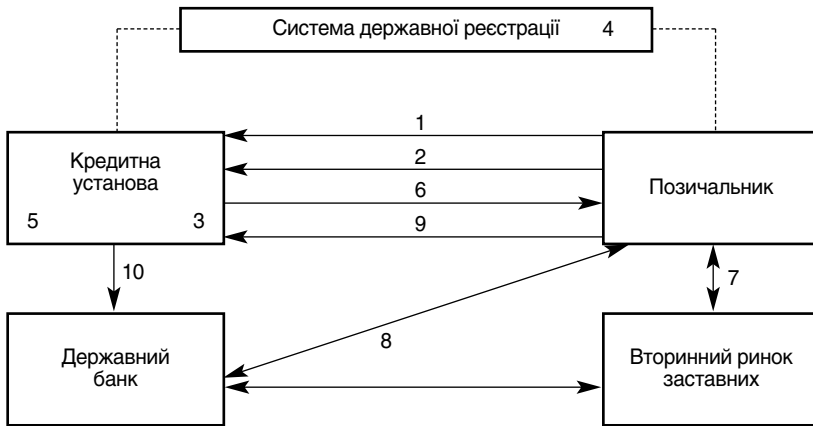 Система державної реєстрації 4
1
Кредитна
установа
2
Позичальник
6
5 3
9
10
7
8
Державний
банк
Вторинний ринок
заставних